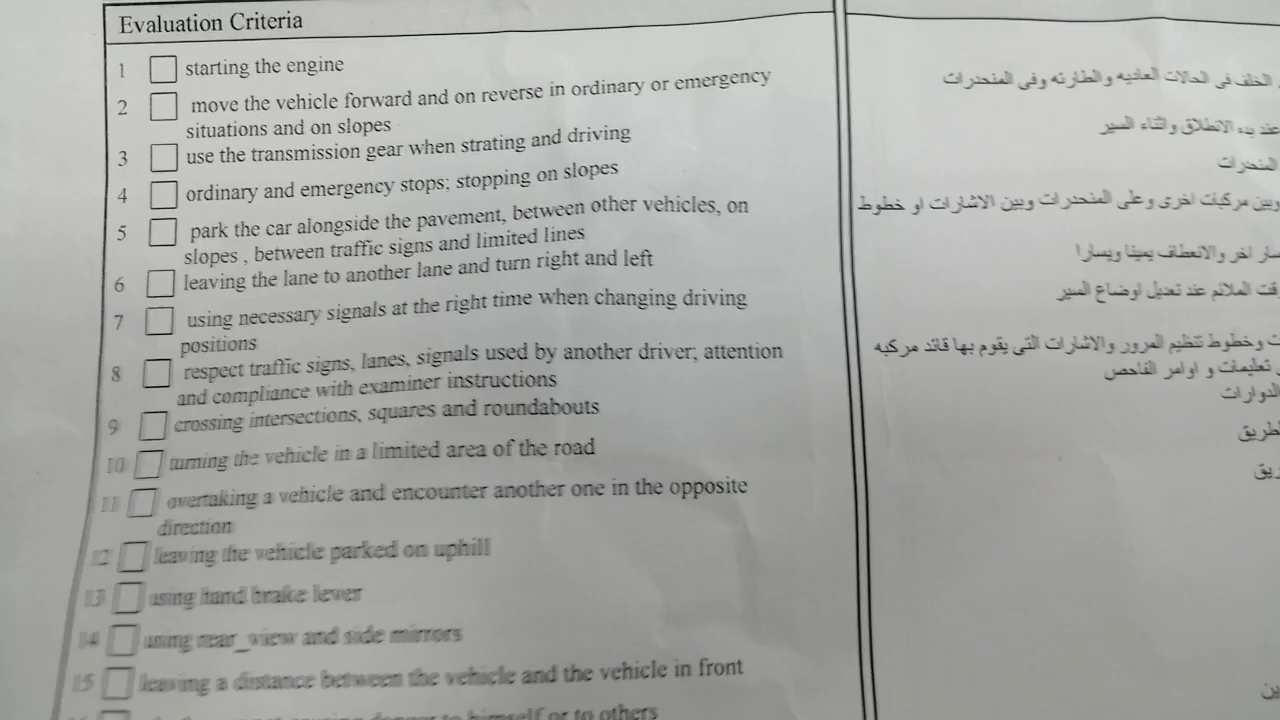 Evaluation Criteria
1 starting the engine
2 move the vehicle forward and on reverse in ordinary or emergency
situations and on slopes
3 use the transmission gear when strating and driving
4 ordinary and emergency stops; stopping on slopes
5 park the car alongside the pavement, between other vehicles, on
slopes , between traffic signs and limited lines
6 leaving the lane to another lane and turn right and left
7 using necessary signals at the right time when changing driving
positions
8 respect traffic signs, lanes, signals used by another driver; attention
and compliance with examiner instructions
9 crossing intersections, squares and roundabouts
10 turning the vehicle in a limited area of the road
11 overtaking a vehicle and encounter another one in the opposite
direction
12 leaving the vehicle parked on uphill
13 using hand brake lever
14 using rear_view and side mirrors
15 leaving a distance between the vehicle and the vehicle in front
danger to himself or to others
الخلف فى الحالات العاديه والطارئه وفى المنحدرات
عند بدء الانطلاق واثناء السير
المنحدرات
وبين مركبات اخرى وعلى المنحدرات وبين الاشارات او خطوط
اخر والانعطاف يمينا ويسارا
الملائم عند تعديل اوضاع السير
وخطوط تنظيم المرور والاشارات التى يقوم بها قائد مركبه
تعليمات و اوامر الفاحص
الدوارات